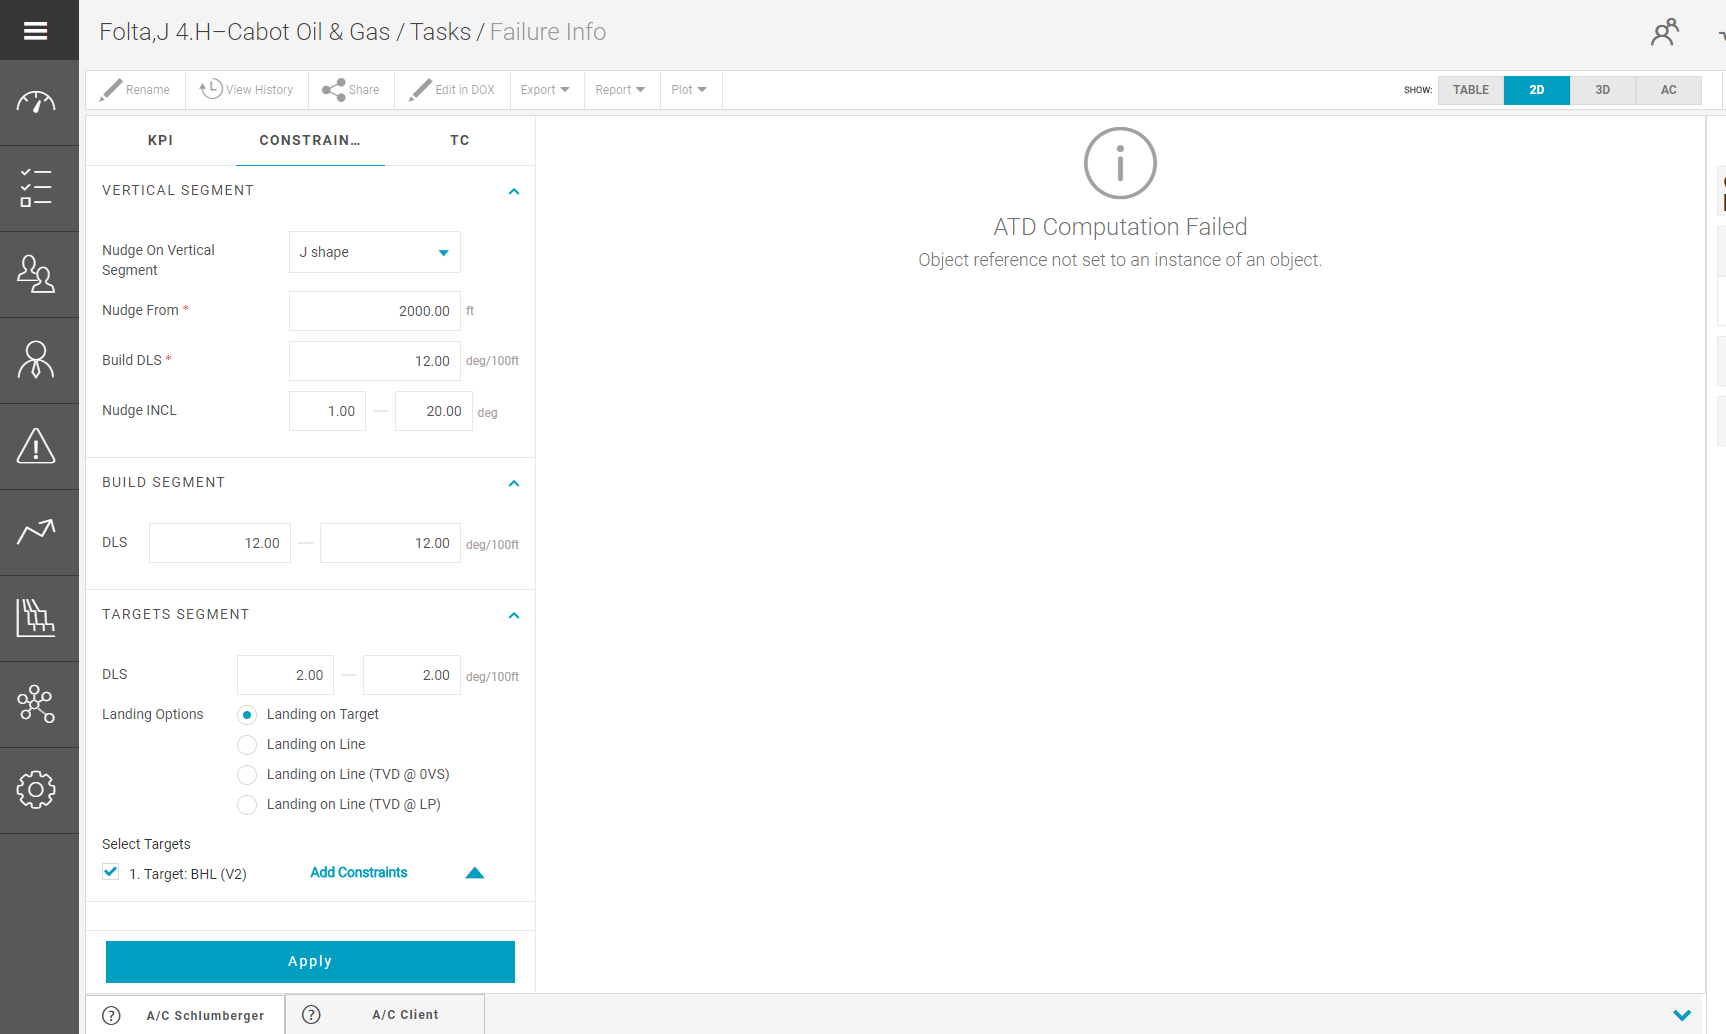 Folta,J 4.H–Cabot Oil & Gas / Tasks / Failure Info
Rename
View History
Share
Edit in DOX
Export
Report
Plot
SHOW:
TABLE
2D
3D
AC
KPI
CONSTRAIN...
TC
VERTICAL SEGMENT
Nudge On Vertical
Segment
J shape
Nudge From *
2000.00
ft
Build DLS *
12.00
deg/100ft
Nudge INCL
1.00
20.00
deg
BUILD SEGMENT
DLS
12.00
12.00
deg/100ft
TARGETS SEGMENT
DLS
2.00
2.00
deg/100ft
Landing Options
Landing on Target
Landing on Line
Landing on Line (TVD @ 0VS)
Landing on Line (TVD @ LP)
Select Targets
1. Target: BHL (V2)
Add Constraints
Apply
ATD Computation Failed
Object reference not set to an instance of an object.
A/C Schlumberger
A/C Client